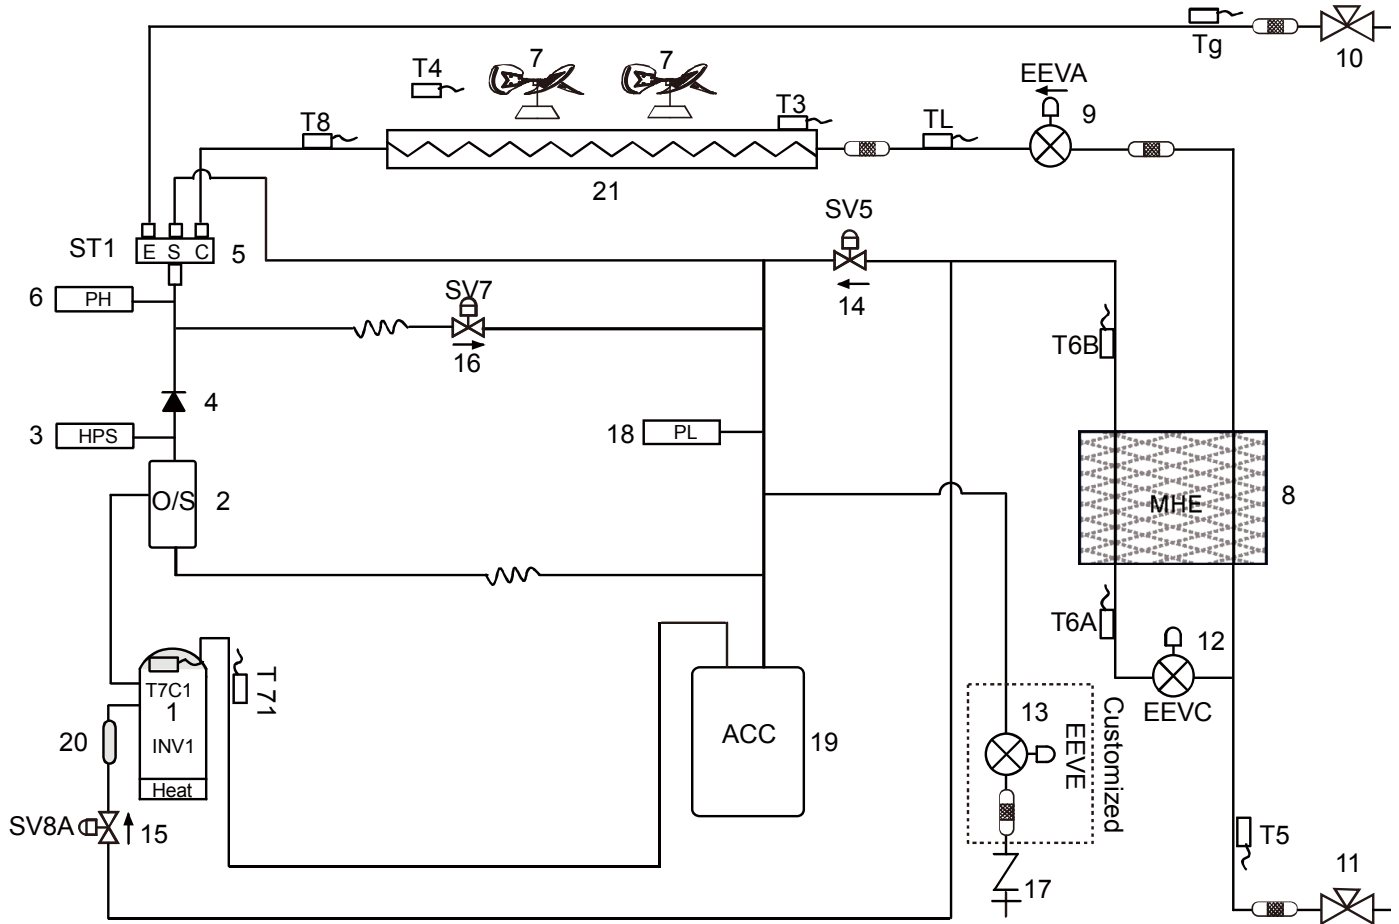 Tg
10
T4
7
7
EEVA
9
T8
T3
TL
21
SV5
ST1
E S C
5
6
PH
SV7
16
14
T6B
4
3
HPS
18
PL
O/S
2
MHE
8
T6A
12
EEVC
T7C1
1
INV1
Heat
T71
20
SV8A
15
ACC
19
13
EEVE
Customized
17
T5
11